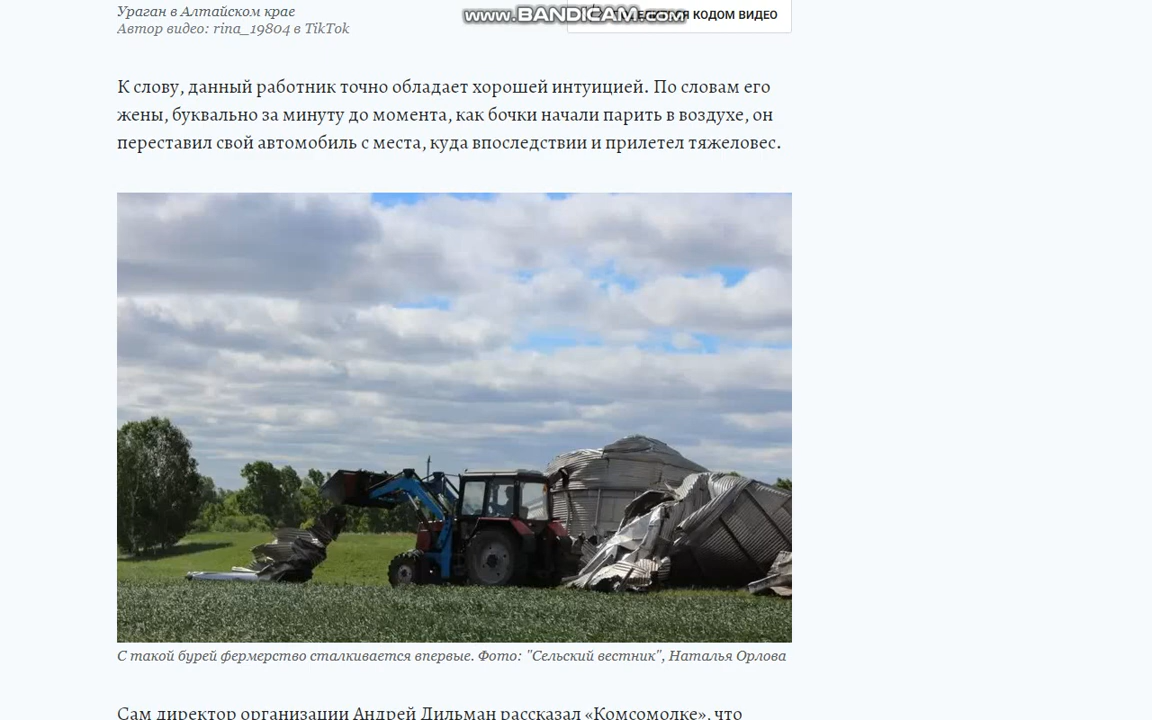 Ураган в Алтайском крае
Автор видео: rina_19804 в TikTok
www.BANDICAM.com
Я КОДОМ ВИДЕО
К слову, данный работник точно обладает хорошей интуицией. По словам его
жены, буквально за минуту до момента, как бочки начали парить в воздухе, он
переставил свой автомобиль с места, куда впоследствии и прилетел тяжеловес.
С такой бурей фермерство сталкивается впервые. Фото: "Сельский вестник", Наталья Орлова
Сам директор организации Андрей Дильман рассказал «Комсомолке», что